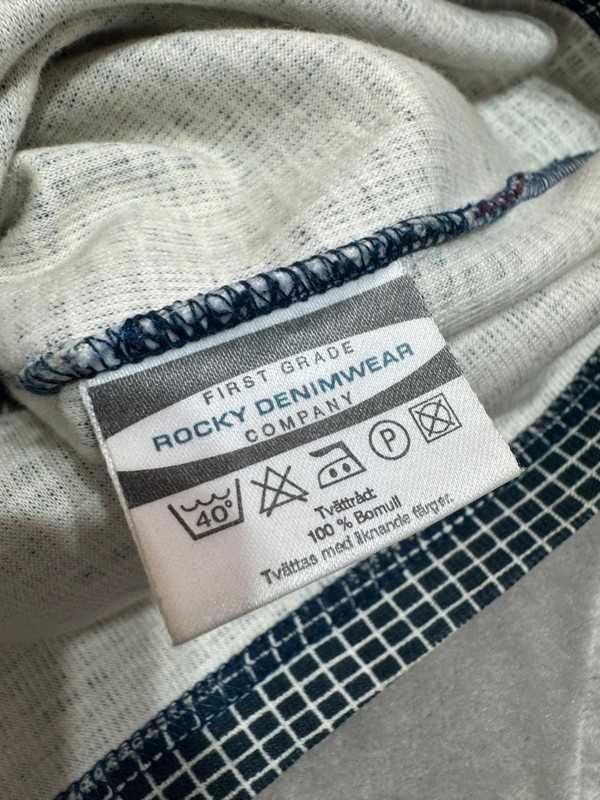 FIRST GRADE
ROCKY DENIMWEAR
COMPANY
40° P
Tvättråd:
100 % Bomull
Tvättas med liknande färger.